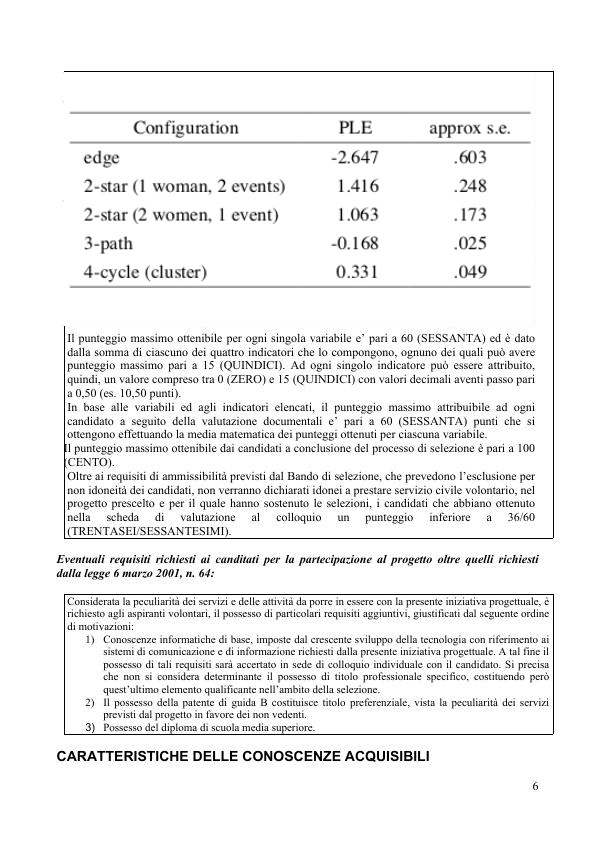 Configuration PLE approx s.e.
edge -2.647 .603
2-star (1 woman, 2 events) 1.416 .248
2-star (2 women, 1 event) 1.063 .173
3-path -0.168 .025
4-cycle (cluster) 0.331 .049
Il punteggio massimo ottenibile per ogni singola variabile e' pari a 60 (SESSANTA) ed è dato
dalla somma di ciascuno dei quattro indicatori che lo compongono, ognuno dei quali può avere
punteggio massimo pari a 15 (QUINDICI). Ad ogni singolo indicatore può essere attribuito,
quindi, un valore compreso tra 0 (ZERO) e 15 (QUINDICI) con valori decimali aventi passo pari
a 0,50 (es. 10,50 punti).
In base alle variabili ed agli indicatori elencati, il punteggio massimo attribuibile ad ogni
candidato a seguito della valutazione documentali e' pari a 60 (SESSANTA) punti che si
ottengono effettuando la media matematica dei punteggi ottenuti per ciascuna variabile.
Il punteggio massimo ottenibile dai candidati a conclusione del processo di selezione è pari a 100
(CENTO).
Oltre ai requisiti di ammissibilità previsti dal Bando di selezione, che prevedono l'esclusione per
non idoneità dei candidati, non verranno dichiarati idonei a prestare servizio civile volontario, nel
progetto prescelto e per il quale hanno sostenuto le selezioni, i candidati che abbiano ottenuto
nella scheda di valutazione al colloquio un punteggio inferiore a 36/60
(TRENTASEI/SESSANTESIMI).
Eventuali requisiti richiesti ai canditati per la partecipazione al progetto oltre quelli richiesti
dalla legge 6 marzo 2001, n. 64:
Considerata la peculiarità dei servizi e delle attività da porre in essere con la presente iniziativa progettuale, è
richiesto agli aspiranti volontari, il possesso di particolari requisiti aggiuntivi, giustificati dal seguente ordine
di motivazioni:
1) Conoscenze informatiche di base, imposte dal crescente sviluppo della tecnologia con riferimento ai
sistemi di comunicazione e di informazione richiesti dalla presente iniziativa progettuale. A tal fine il
possesso di tali requisiti sarà accertato in sede di colloquio individuale con il candidato. Si precisa
che non si considera determinante il possesso di titolo professionale specifico, costituendo però
quest'ultimo elemento qualificante nell'ambito della selezione.
2) Il possesso della patente di guida B costituisce titolo preferenziale, vista la peculiarità dei servizi
previsti dal progetto in favore dei non vedenti.
3) Possesso del diploma di scuola media superiore.
CARATTERISTICHE DELLE CONOSCENZE ACQUISIBILI
6